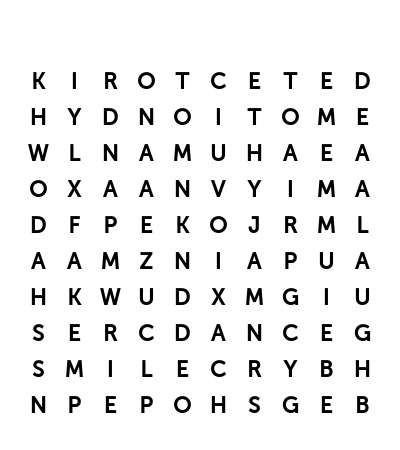 K I R O T C E T E D
H Y D N O I T O M E
W L N A M U H A E A
O X A A N V Y I M A
D F P E K O J R M L
A A M Z N I A P U A
H K W U D X M G I U
S E R C D A N C E G
S M I L E C R Y B H
N P E P O H S G E B